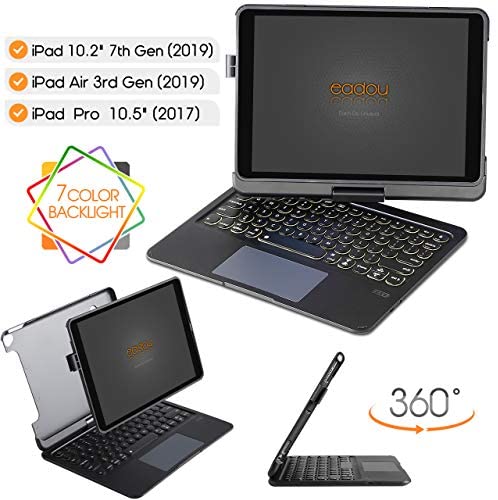 iPad 10.2" 7th Gen (2019)
iPad Air 3rd Gen (2019)
iPad Pro 10.5" (2017)
7 COLOR
BACKLIGHT
eadou
eadou
360°